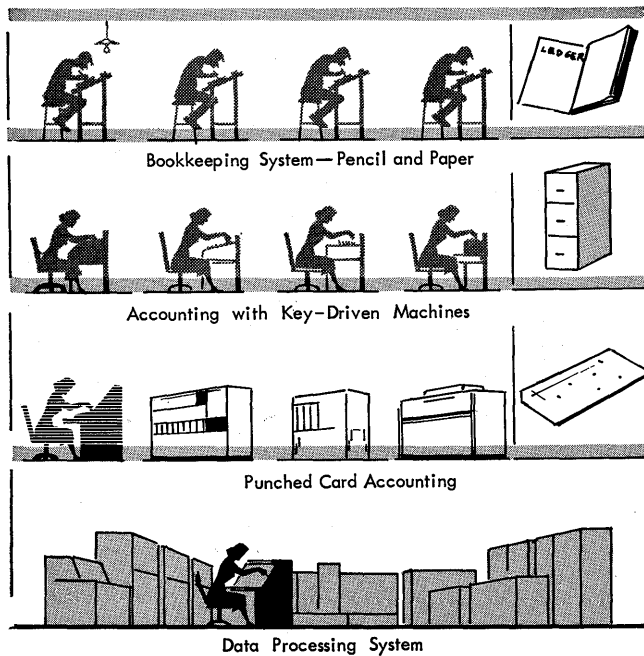 LEDGER
Bookkeeping System—Pencil and Paper
Accounting with Key-Driven Machines
Punched Card Accounting
Data Processing System